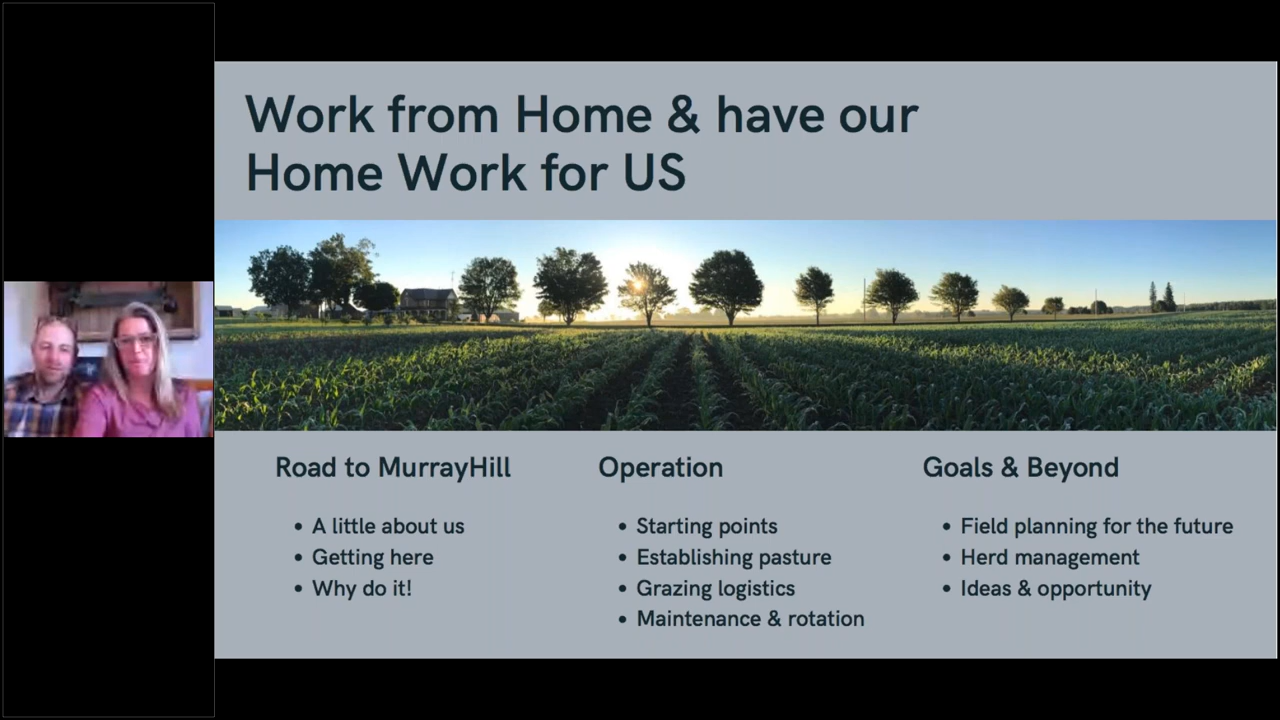 Work from Home & have our
Home Work for US
Road to MurrayHill
• A little about us
• Getting here
• Why do it!
Operation
• Starting points
• Establishing pasture
• Grazing logistics
• Maintenance & rotation
Goals & Beyond
• Field planning for the future
• Herd management
• Ideas & opportunity